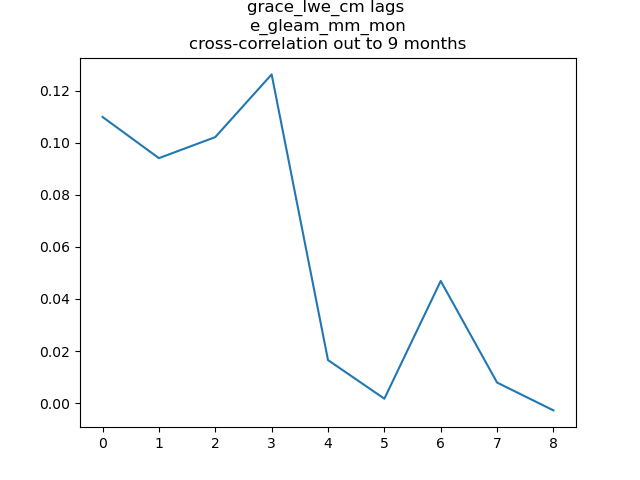 grace_lwe_cm lags
e_gleam_mm_mon
cross-correlation out to 9 months
0.12
0.10
0.08
0.06
0.04
0.02
0.00
0 1 2 3 4 5 6 7 8